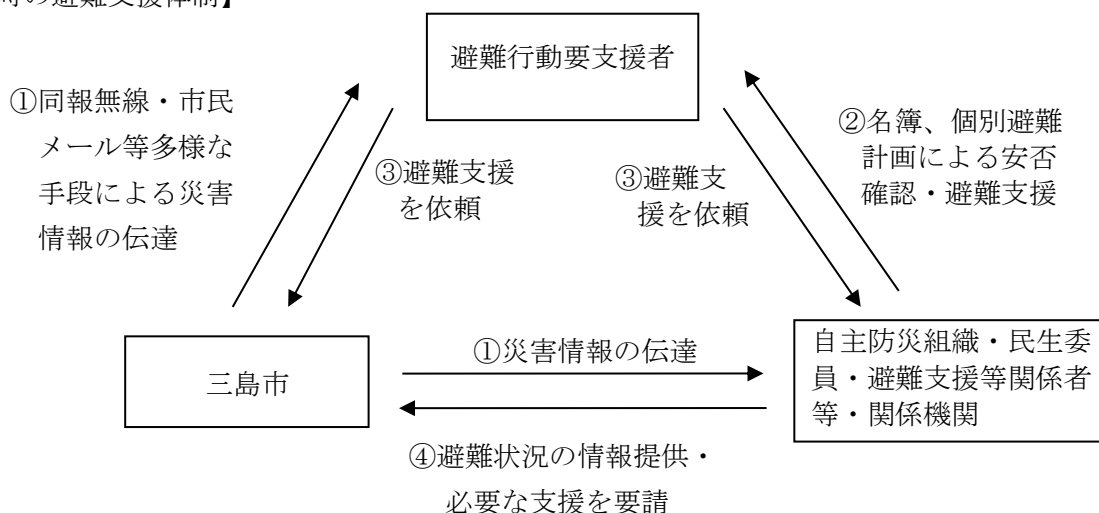 時の避難支援体制】
避難行動要支援者
①同報無線・市民
メール等多様な
手段による災害
情報の伝達
③避難支援
を依頼
③避難支
援を依頼
②名簿、個別避難
計画による安否
確認・避難支援
三島市
①災害情報の伝達
自主防災組織・民生委
員・避難支援等関係者
等・関係機関
④避難状況の情報提供・
必要な支援を要請